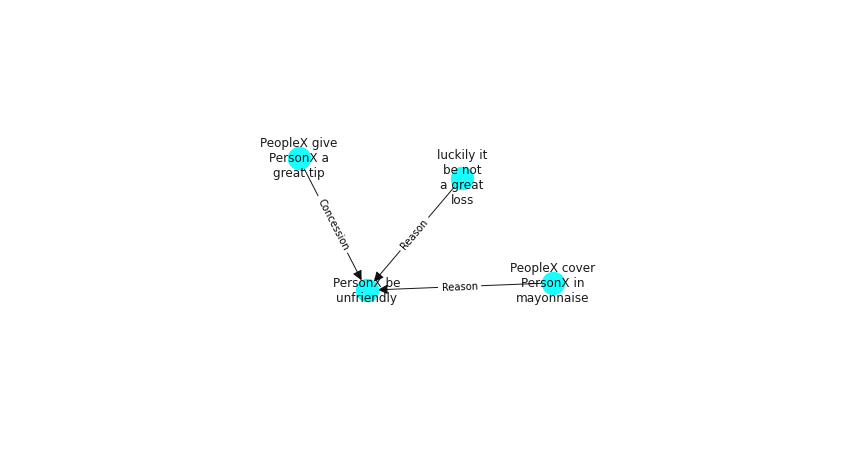 PeopleX give
PersonX a
great tip
luckily it
be not
a great
loss
Concession
Reason
PeopleX cover
PersonX in
mayonnaise
Reason
PersonX be
unfriendly